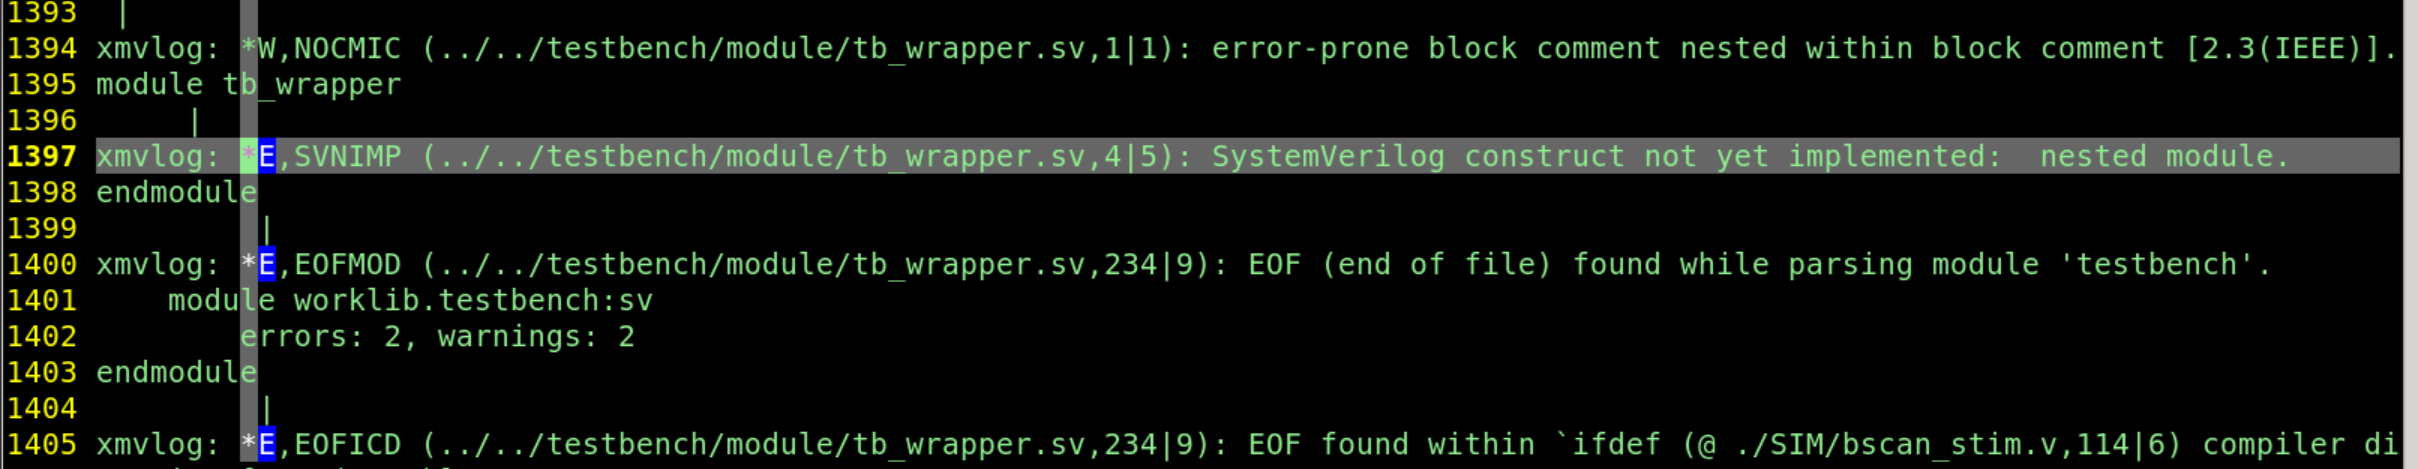 1393  |
1394 xmvlog: *W,NOCMIC (../../testbench/module/tb_wrapper.sv,1|1): error-prone block comment nested within block comment [2.3(IEEE)].
1395 module tb_wrapper
1396      |
1397 xmvlog: *E,SVNIMP (../../testbench/module/tb_wrapper.sv,4|5): SystemVerilog construct not yet implemented:  nested module.
1398 endmodule
1399          |
1400 xmvlog: *E,EOFMOD (../../testbench/module/tb_wrapper.sv,234|9): EOF (end of file) found while parsing module 'testbench'.
1401     module worklib.testbench:sv
1402         errors: 2, warnings: 2
1403 endmodule
1404          |
1405 xmvlog: *E,EOFICD (../../testbench/module/tb_wrapper.sv,234|9): EOF found within `ifdef (@ ./SIM/bscan_stim.v,114|6) compiler di